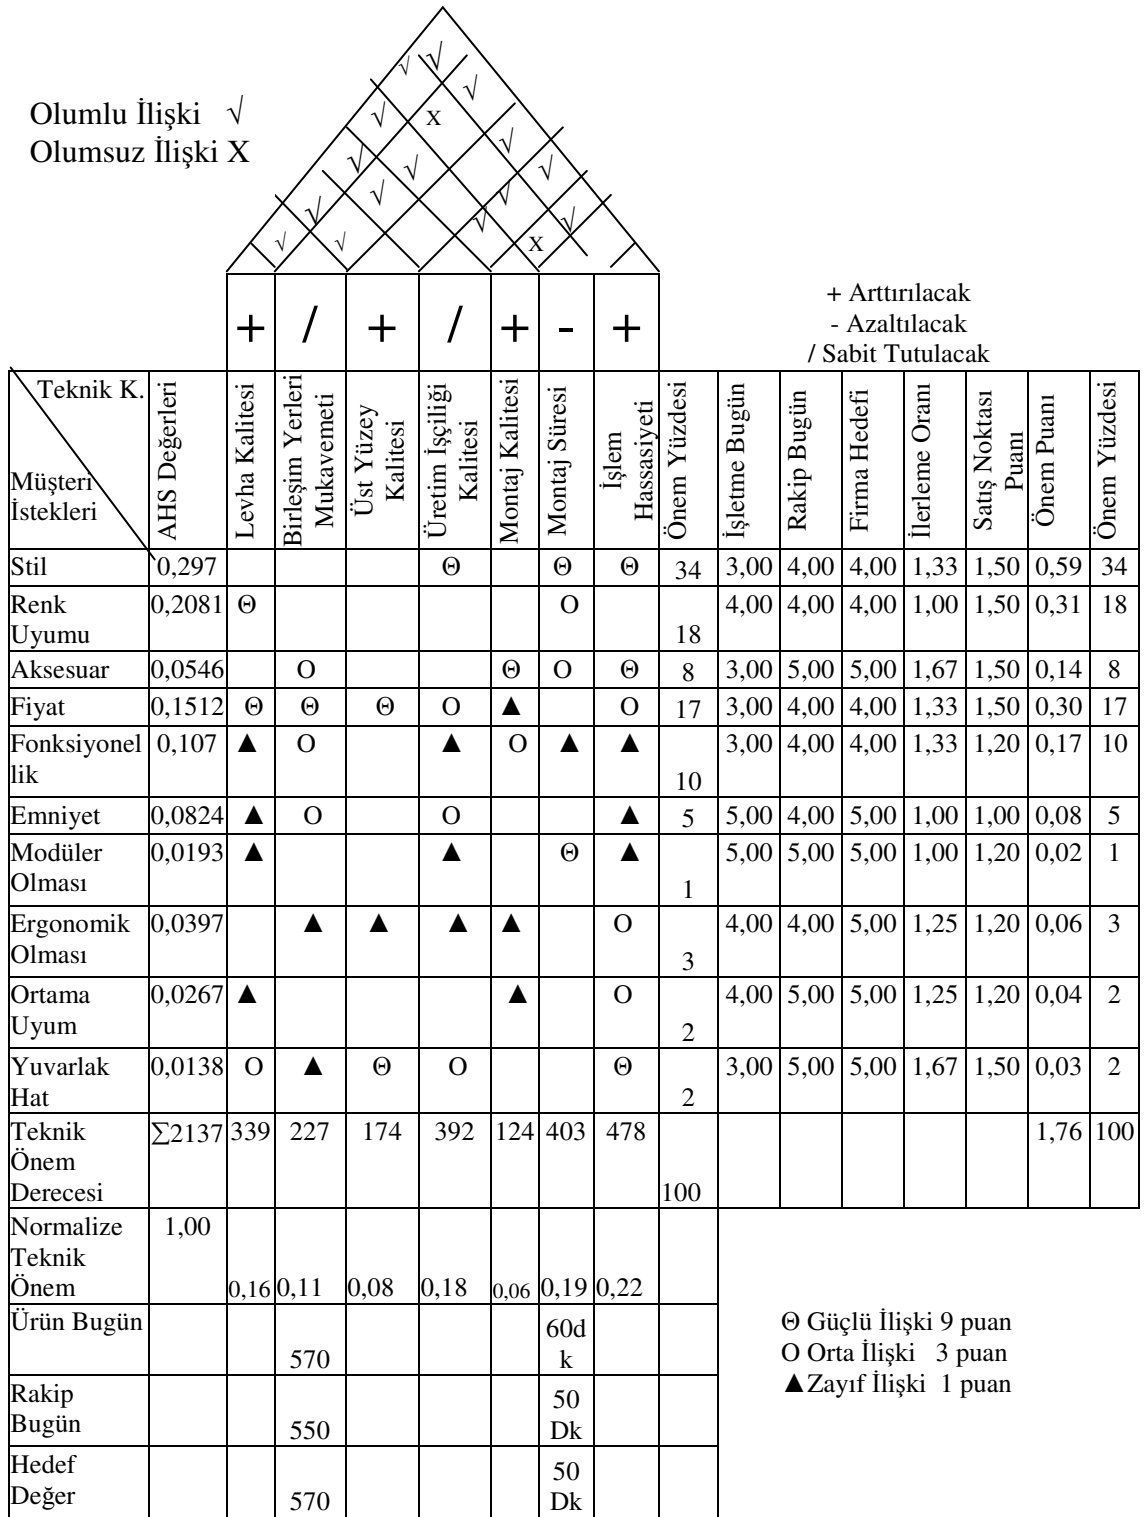 Olumlu İlişki √
Olumsuz İlişki X
√ √
√ √
√ X
√ √
√ √ √ √
√ √ √
√ √ X
+ / + / + - +
+ Arttırılacak
- Azaltılacak
/ Sabit Tutulacak
Teknik K.
Müşteri
İstekleri
AHS Değerleri
Levha Kalitesi
Birleşim Yerleri
Mukavemeti
Üst Yüzey
Kalitesi
Üretim İşçiliği
Kalitesi
Montaj Kalitesi
Montaj Süresi
İşlem
Hassasiyeti
Önem Yüzdesi
İşletme Bugün
Rakip Bugün
Firma Hedefi
İlerleme Oranı
Satış Noktası
Puanı
Önem Puanı
Önem Yüzdesi
Stil 0,297 Θ Θ Θ 34 3,00 4,00 4,00 1,33 1,50 0,59 34
Renk 0,2081 Θ O 4,00 4,00 4,00 1,00 1,50 0,31 18
Uyumu 18
Aksesuar 0,0546 O Θ O Θ 8 3,00 5,00 5,00 1,67 1,50 0,14 8
Fiyat 0,1512 Θ Θ Θ O ▲ O 17 3,00 4,00 4,00 1,33 1,50 0,30 17
Fonksiyonel 0,107 ▲ O ▲ O ▲ ▲ 3,00 4,00 4,00 1,33 1,20 0,17 10
lik 10
Emniyet 0,0824 ▲ O O ▲ 5 5,00 4,00 5,00 1,00 1,00 0,08 5
Modüler 0,0193 ▲ ▲ Θ ▲ 5,00 5,00 5,00 1,00 1,20 0,02 1
Olması 1
Ergonomik 0,0397 ▲ ▲ ▲ ▲ O 4,00 4,00 5,00 1,25 1,20 0,06 3
Olması 3
Ortama 0,0267 ▲ ▲ O 4,00 5,00 5,00 1,25 1,20 0,04 2
Uyum 2
Yuvarlak 0,0138 O ▲ Θ O Θ 3,00 5,00 5,00 1,67 1,50 0,03 2
Hat 2
Teknik ∑2137 339 227 174 392 124 403 478 1,76 100
Önem
Derecesi 100
Normalize 1,00
Teknik
Önem 0,16 0,11 0,08 0,18 0,06 0,19 0,22
Ürün Bugün 60d
570 k
Rakip 50
Bugün 550 Dk
Hedef 50
Değer 570 Dk
Θ Güçlü İlişki 9 puan
O Orta İlişki 3 puan
▲Zayıf İlişki 1 puan